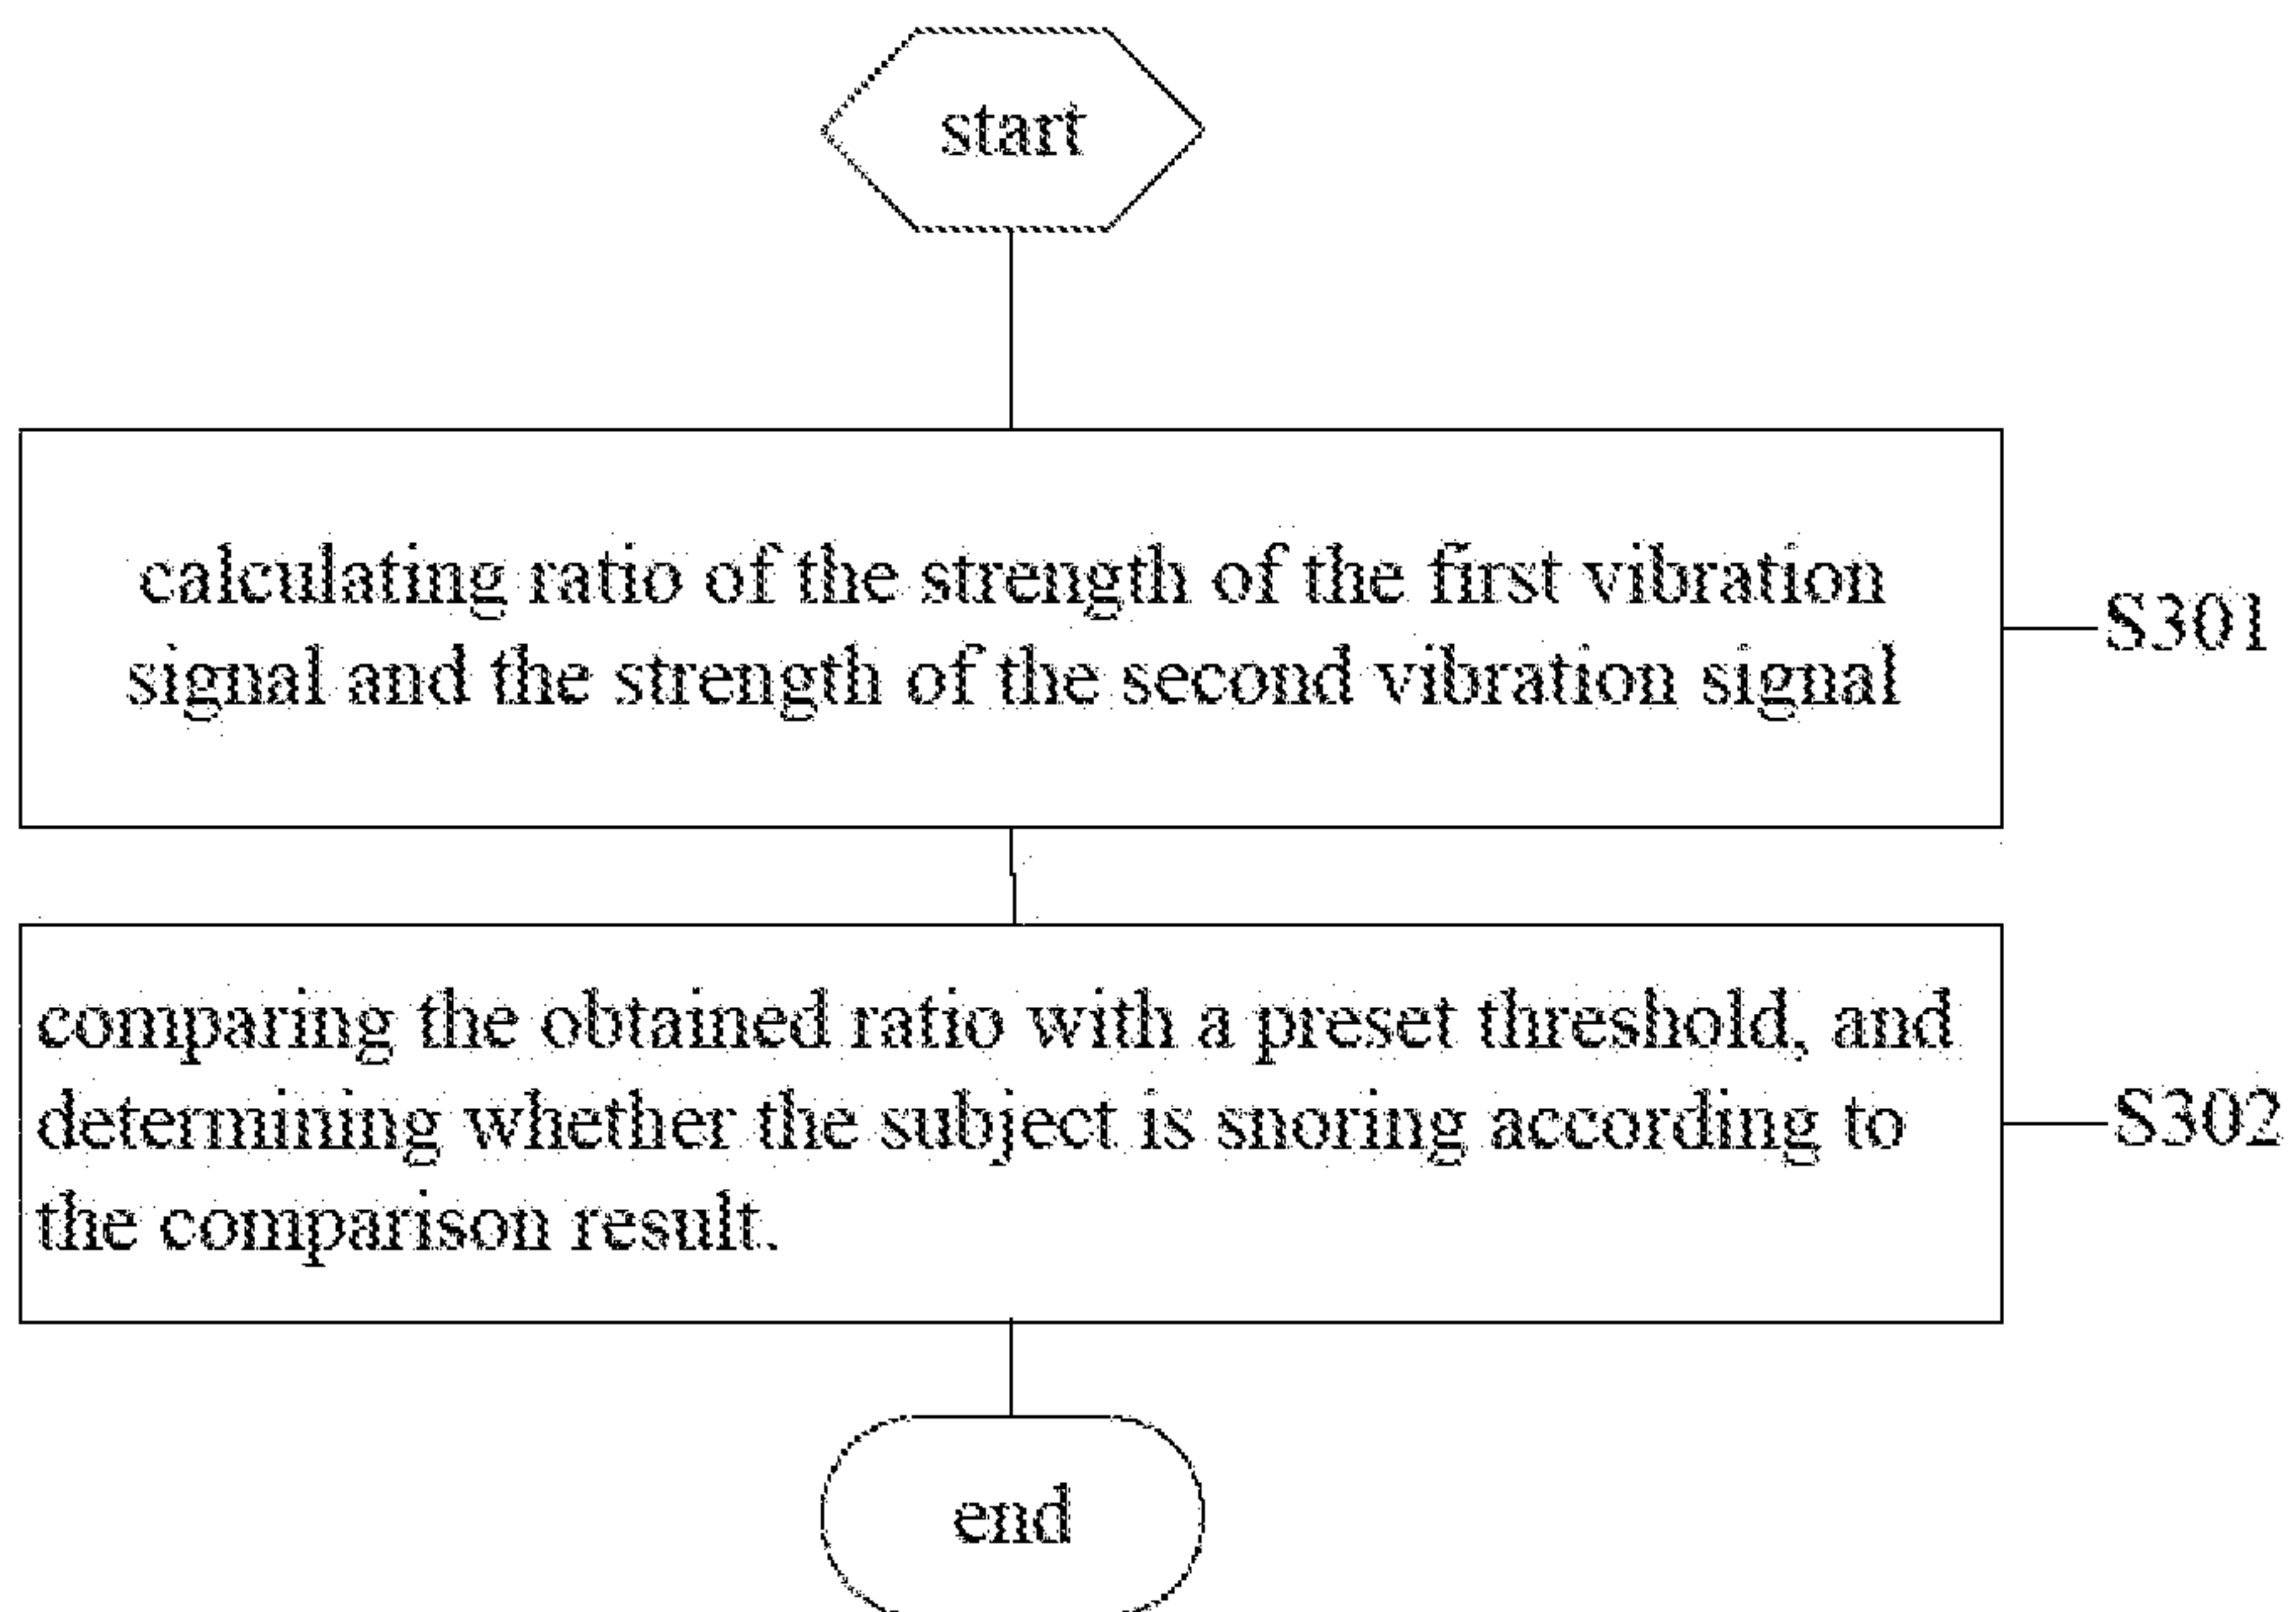 start
calculating ratio of the strength of the first vibration
signal and the strength of the second vibration signal
S301
comparing the obtained ratio with a preset threshold, and
determining whether the subject is snoring according to
the comparison result.
S302
end